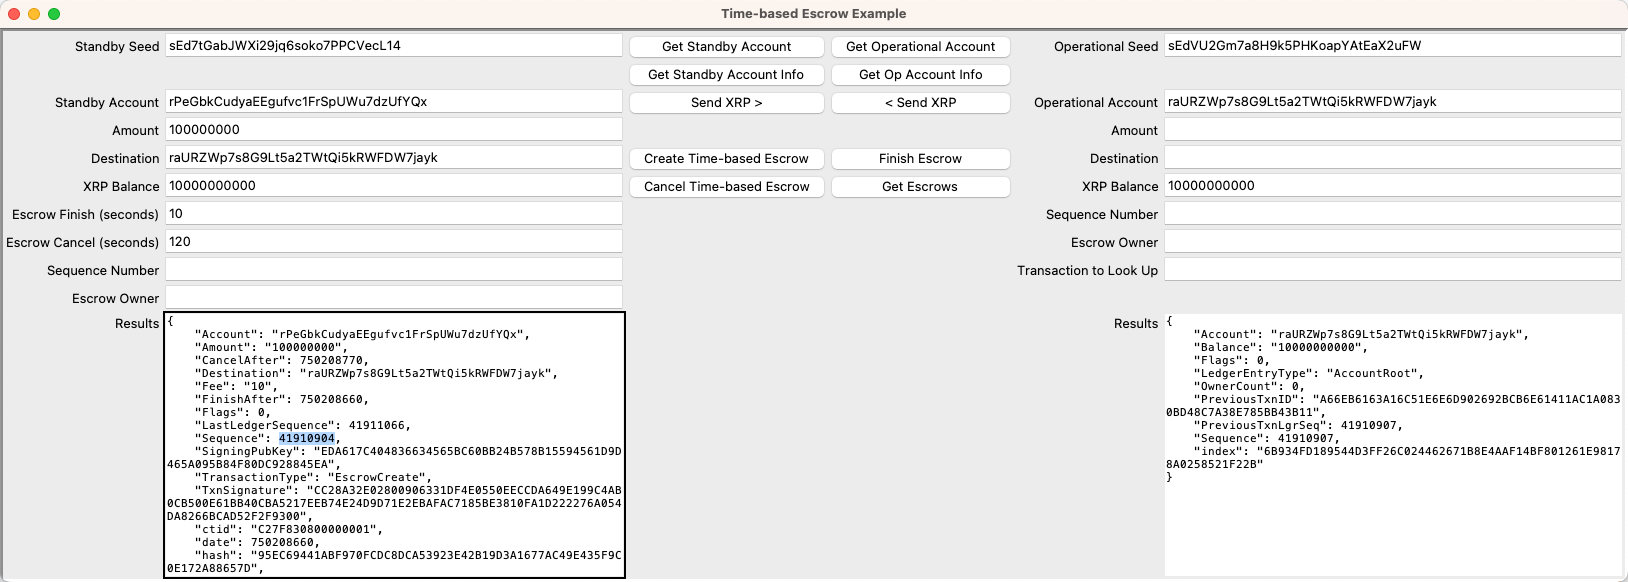 Time-based Escrow Example
Standby Seed sEd7tGabJWXi29jq6soko7PPCVecL14 Get Standby Account Get Operational Account Operational Seed sEdVU2Gm7a8H9k5PHKoapYAtEaX2uFW
Get Standby Account Info Get Op Account Info
Standby Account rPeGbkCudyaEEgufvc1FrSpUWu7dzUfYQx Send XRP > < Send XRP Operational Account raURZWp7s8G9Lt5a2TWtQi5kRWFDW7jayk
Amount 100000000 Amount
Destination raURZWp7s8G9Lt5a2TWtQi5kRWFDW7jayk Create Time-based Escrow Finish Escrow Destination
XRP Balance 10000000000 Cancel Time-based Escrow Get Escrows XRP Balance 10000000000
Escrow Finish (seconds) 10 Sequence Number
Escrow Cancel (seconds) 120 Escrow Owner
Sequence Number Transaction to Look Up
Escrow Owner
Results
{
"Account": "rPeGbkCudyaEEgufvc1FrSpUWu7dzUfYQx",
"Amount": "100000000",
"CancelAfter": 750208770,
"Destination": "raURZWp7s8G9Lt5a2TWtQi5kRWFDW7jayk",
"Fee": "10",
"FinishAfter": 750208660,
"Flags": 0,
"LastLedgerSequence": 41911066,
"Sequence": 41910904,
"SigningPubKey": "EDA617C404836634565BC60BB24B578B15594561D9D
465A095B84F80DC928845EA",
"TransactionType": "EscrowCreate",
"TxnSignature": "CC28A32E02800906331DF4E0550EECCDA649E199C4AB
0CB500E61BB40CBA5217EEB74E24D9D71E2EBAFAC7185BE3810FA1D222276A054
DA8266BCAD52F2F9300",
"ctid": "C27F830800000001",
"date": 750208660,
"hash": "95EC69441ABF970FCDC8DCA53923E42B19D3A1677AC49E435F9C
0E172A88657D",
Results
{
"Account": "raURZWp7s8G9Lt5a2TWtQi5kRWFDW7jayk",
"Balance": "10000000000",
"Flags": 0,
"LedgerEntryType": "AccountRoot",
"OwnerCount": 0,
"PreviousTxnID": "A66EB6163A16C51E6E6D902692BCB6E61411AC1A083
0BD48C7A38E785BB43B11",
"PreviousTxnLgrSeq": 41910907,
"Sequence": 41910907,
"index": "6B934FD189544D3FF26C024462671B8E4AAF14BF801261E9817
8A0258521F22B"
}